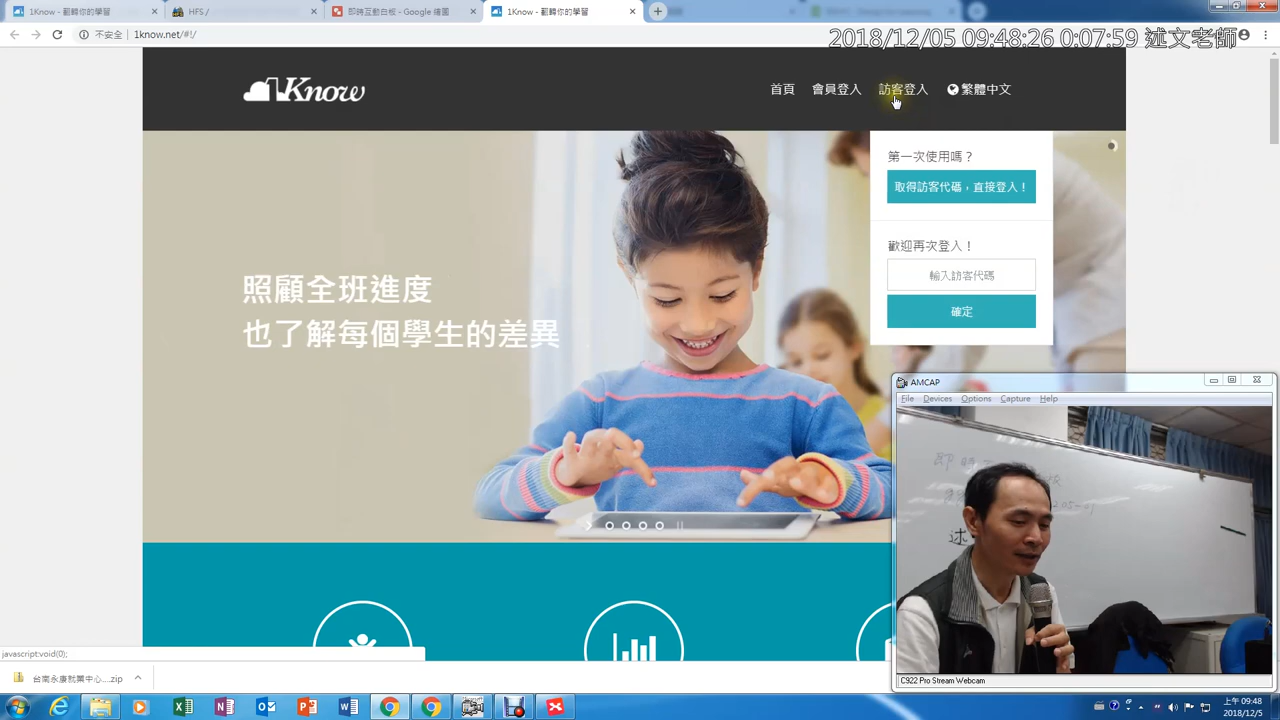 1Know - 翻轉你的學習
HFS /
即時互動白板 - Google 繪圖
1Know - 翻轉你的學習
不安全
1know.net/#!/
2018/12/05 09:48:26 0:07:59 述文老師
1Know
首頁
會員登入
訪客登入
繁體中文
第一次使用嗎？
取得訪客代碼，直接登入！
歡迎再次登入！
輸入訪客代碼
確定
照顧全班進度
也了解每個學生的差異
AMCAP
File Devices Options Capture Help
述
C922 Pro Stream Webcam
javascript:void(0);
台南永康就業中心....zip
上午 09:48
2018/12/5